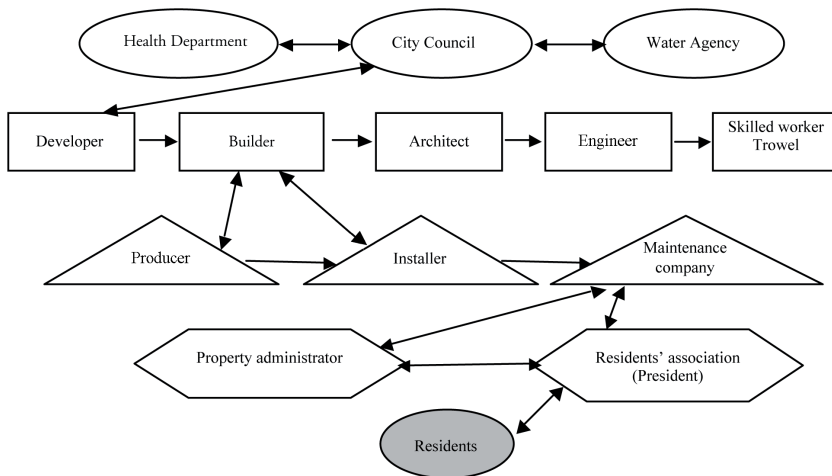 Health Department
City Council
Water Agency
Developer
Builder
Architect
Engineer
Skilled worker
Trowel
Producer
Installer
Maintenance
company
Property administrator
Residents’ association
(President)
Residents